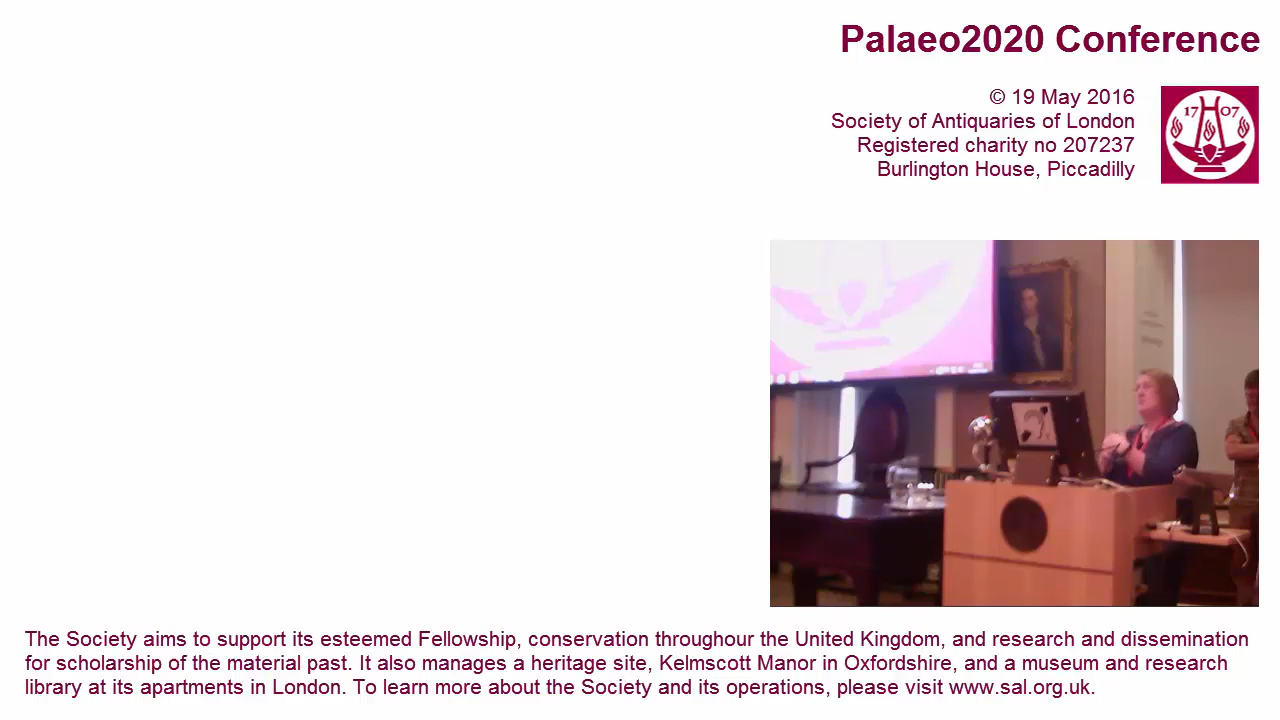 Palaeo2020 Conference
© 19 May 2016
Society of Antiquaries of London
Registered charity no 207237
Burlington House, Piccadilly
17 07
The Society aims to support its esteemed Fellowship, conservation throughour the United Kingdom, and research and dissemination
for scholarship of the material past. It also manages a heritage site, Kelmscott Manor in Oxfordshire, and a museum and research
library at its apartments in London. To learn more about the Society and its operations, please visit www.sal.org.uk.